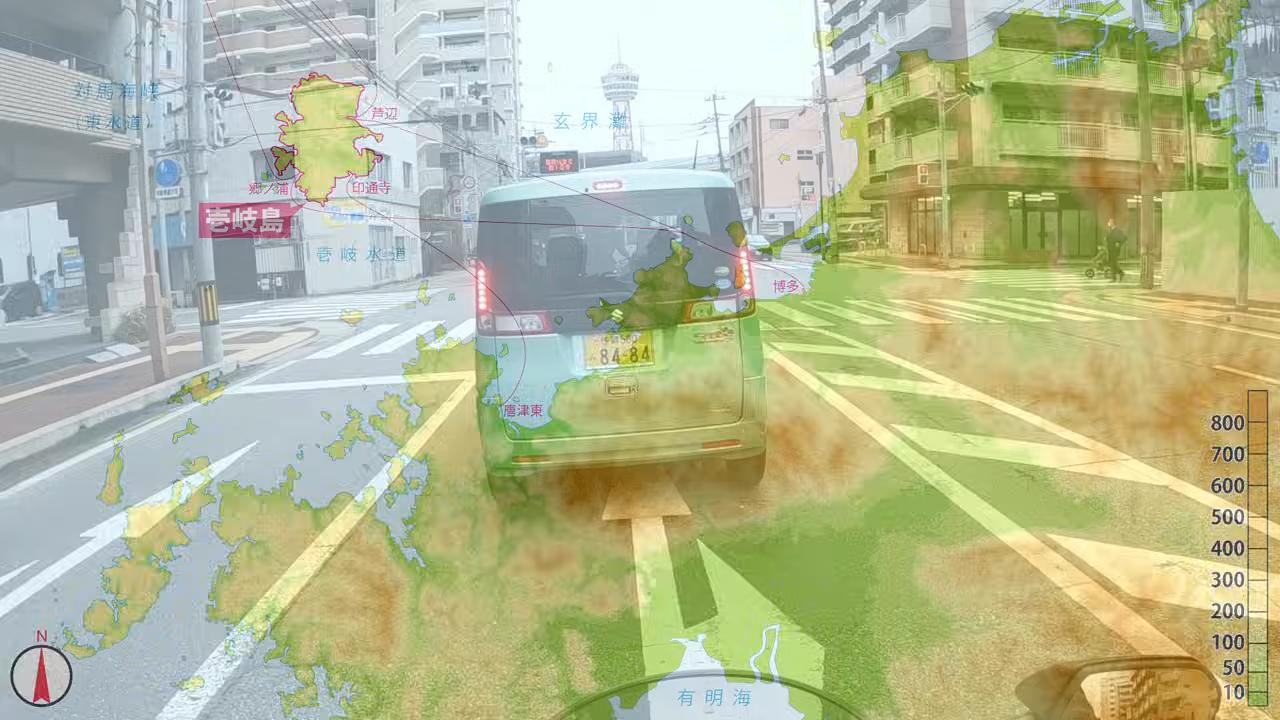 対馬海峡
(東水道)
芦辺
玄界灘
郷ノ浦
印通寺
壱岐島
壱岐水道
博多
84-84
唐津東
800
700
600
500
400
300
200
100
50
10
N
有明海